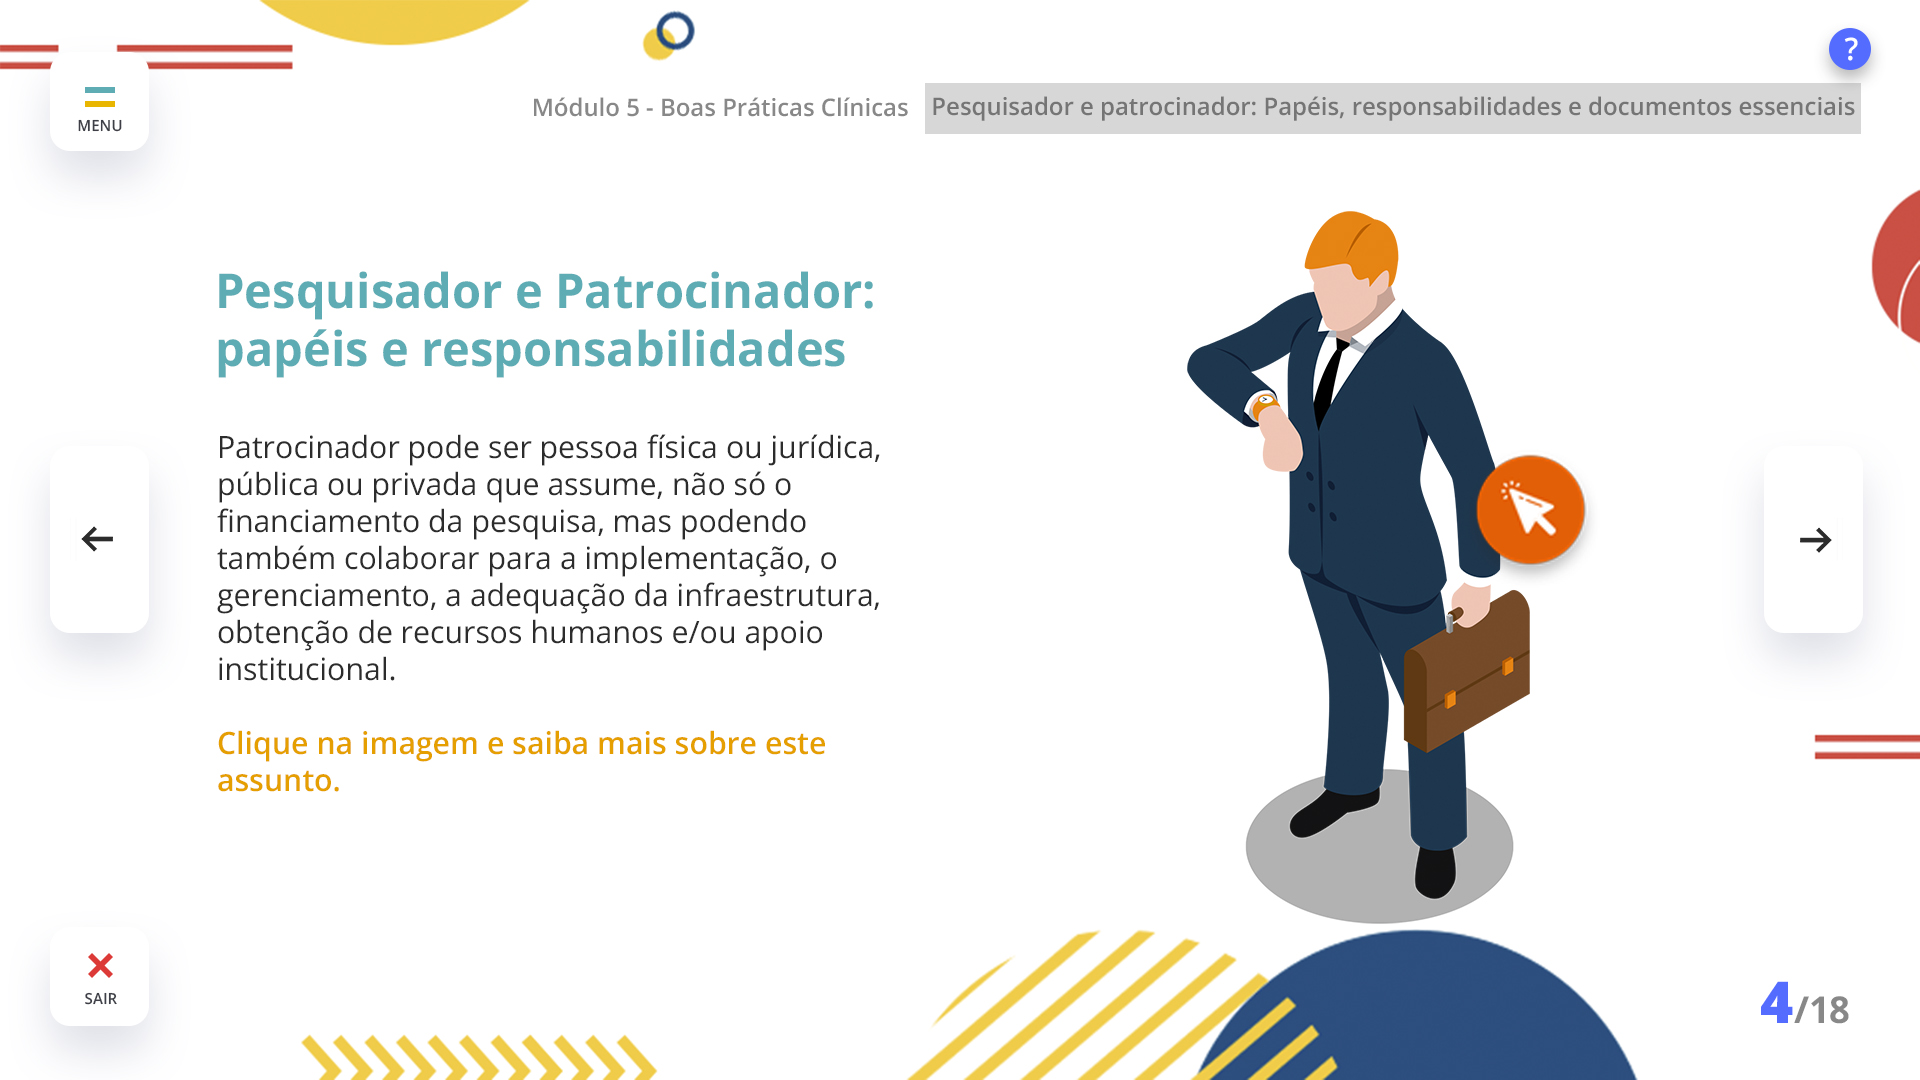 ?
MENU
Módulo 5 - Boas Práticas Clínicas
Pesquisador e patrocinador: Papéis, responsabilidades e documentos essenciais
Pesquisador e Patrocinador:
papéis e responsabilidades
Patrocinador pode ser pessoa física ou jurídica,
pública ou privada que assume, não só o
financiamento da pesquisa, mas podendo
também colaborar para a implementação, o
gerenciamento, a adequação da infraestrutura,
obtenção de recursos humanos e/ou apoio
institucional.
Clique na imagem e saiba mais sobre este
assunto.
SAIR
4/18